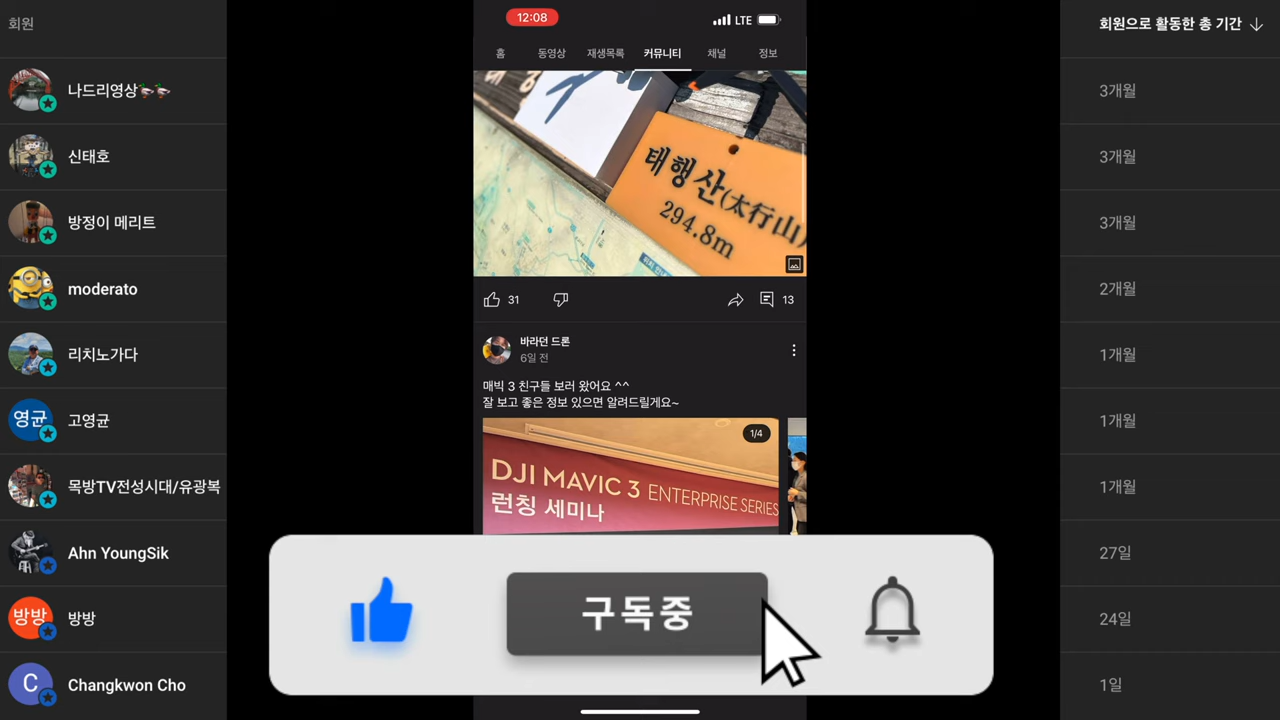 회원
나드리영상
신태호
방정이 메리트
moderato
리치노가다
영균
고영균
목방TV전성시대/유광복
Ahn YoungSik
방방
방방
C
Changkwon Cho
12:08
LTE
홈 동영상 재생목록 커뮤니티 채널 정보
태행산(太行山)
294.8m
31
13
바라던 드론
6일 전
매빅 3 친구들 보러 왔어요 ^^
잘 보고 좋은 정보 있으면 알려드릴게요~
1/4
DJI MAVIC 3 ENTERPRISE SERIES
런칭 세미나
구독중
회원으로 활동한 총 기간
3개월
3개월
3개월
2개월
1개월
1개월
1개월
27일
24일
1일